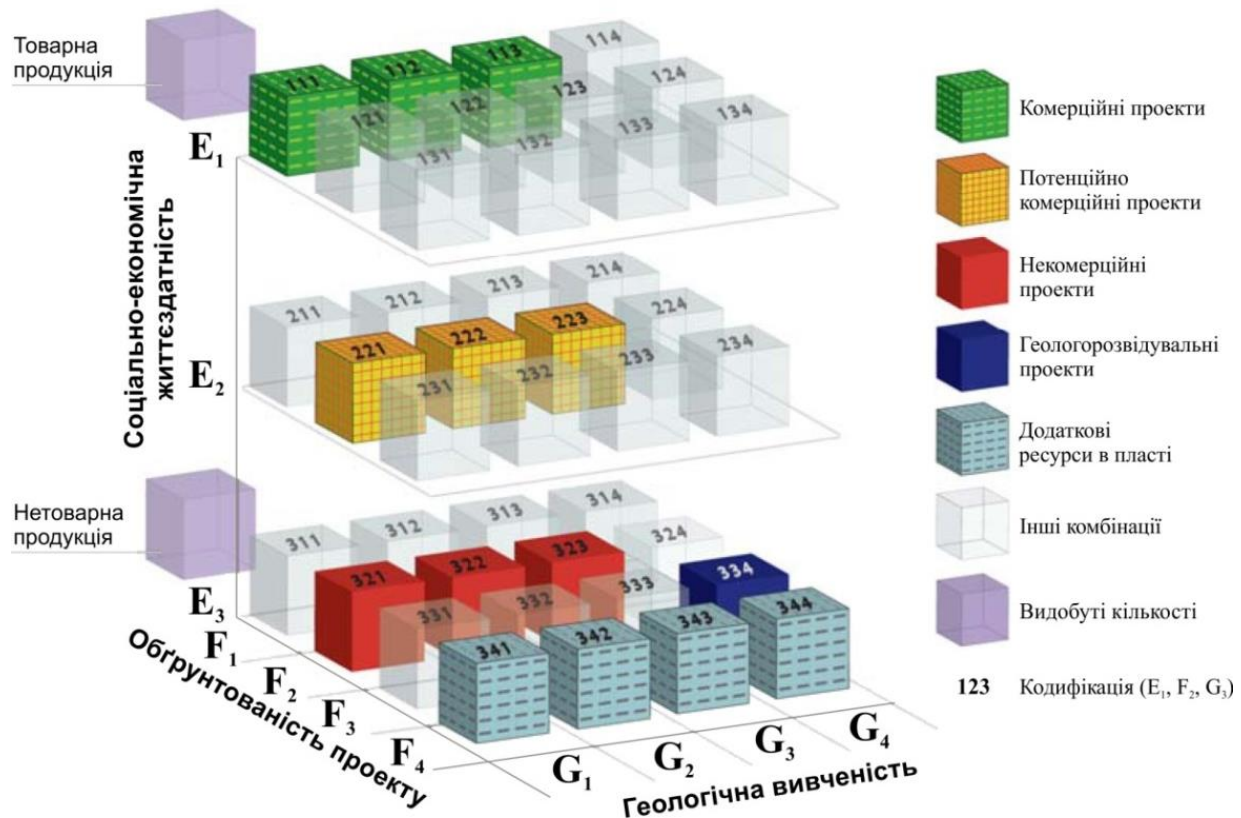 Товарна
продукція
111
112
113
114
121
122
123
124
131
132
133
134
E₁
Соціально-економічна
життєздатність
211
212
213
214
221
222
223
224
231
232
233
234
E₂
Нетоварна
продукція
311
312
313
314
321
322
323
324
331
332
333
334
341
342
343
344
E₃
F₁
F₂
F₃
F₄
Обґрунтованість проекту
G₁
G₂
G₃
G₄
Геологічна вивченість
Комерційні проекти
Потенційно
комерційні проекти
Некомерційні
проекти
Геологорозвідувальні
проекти
Додаткові
ресурси в пласті
Інші комбінації
Видобуті кількості
123 Кодифікація (E₁, F₂, G₃)